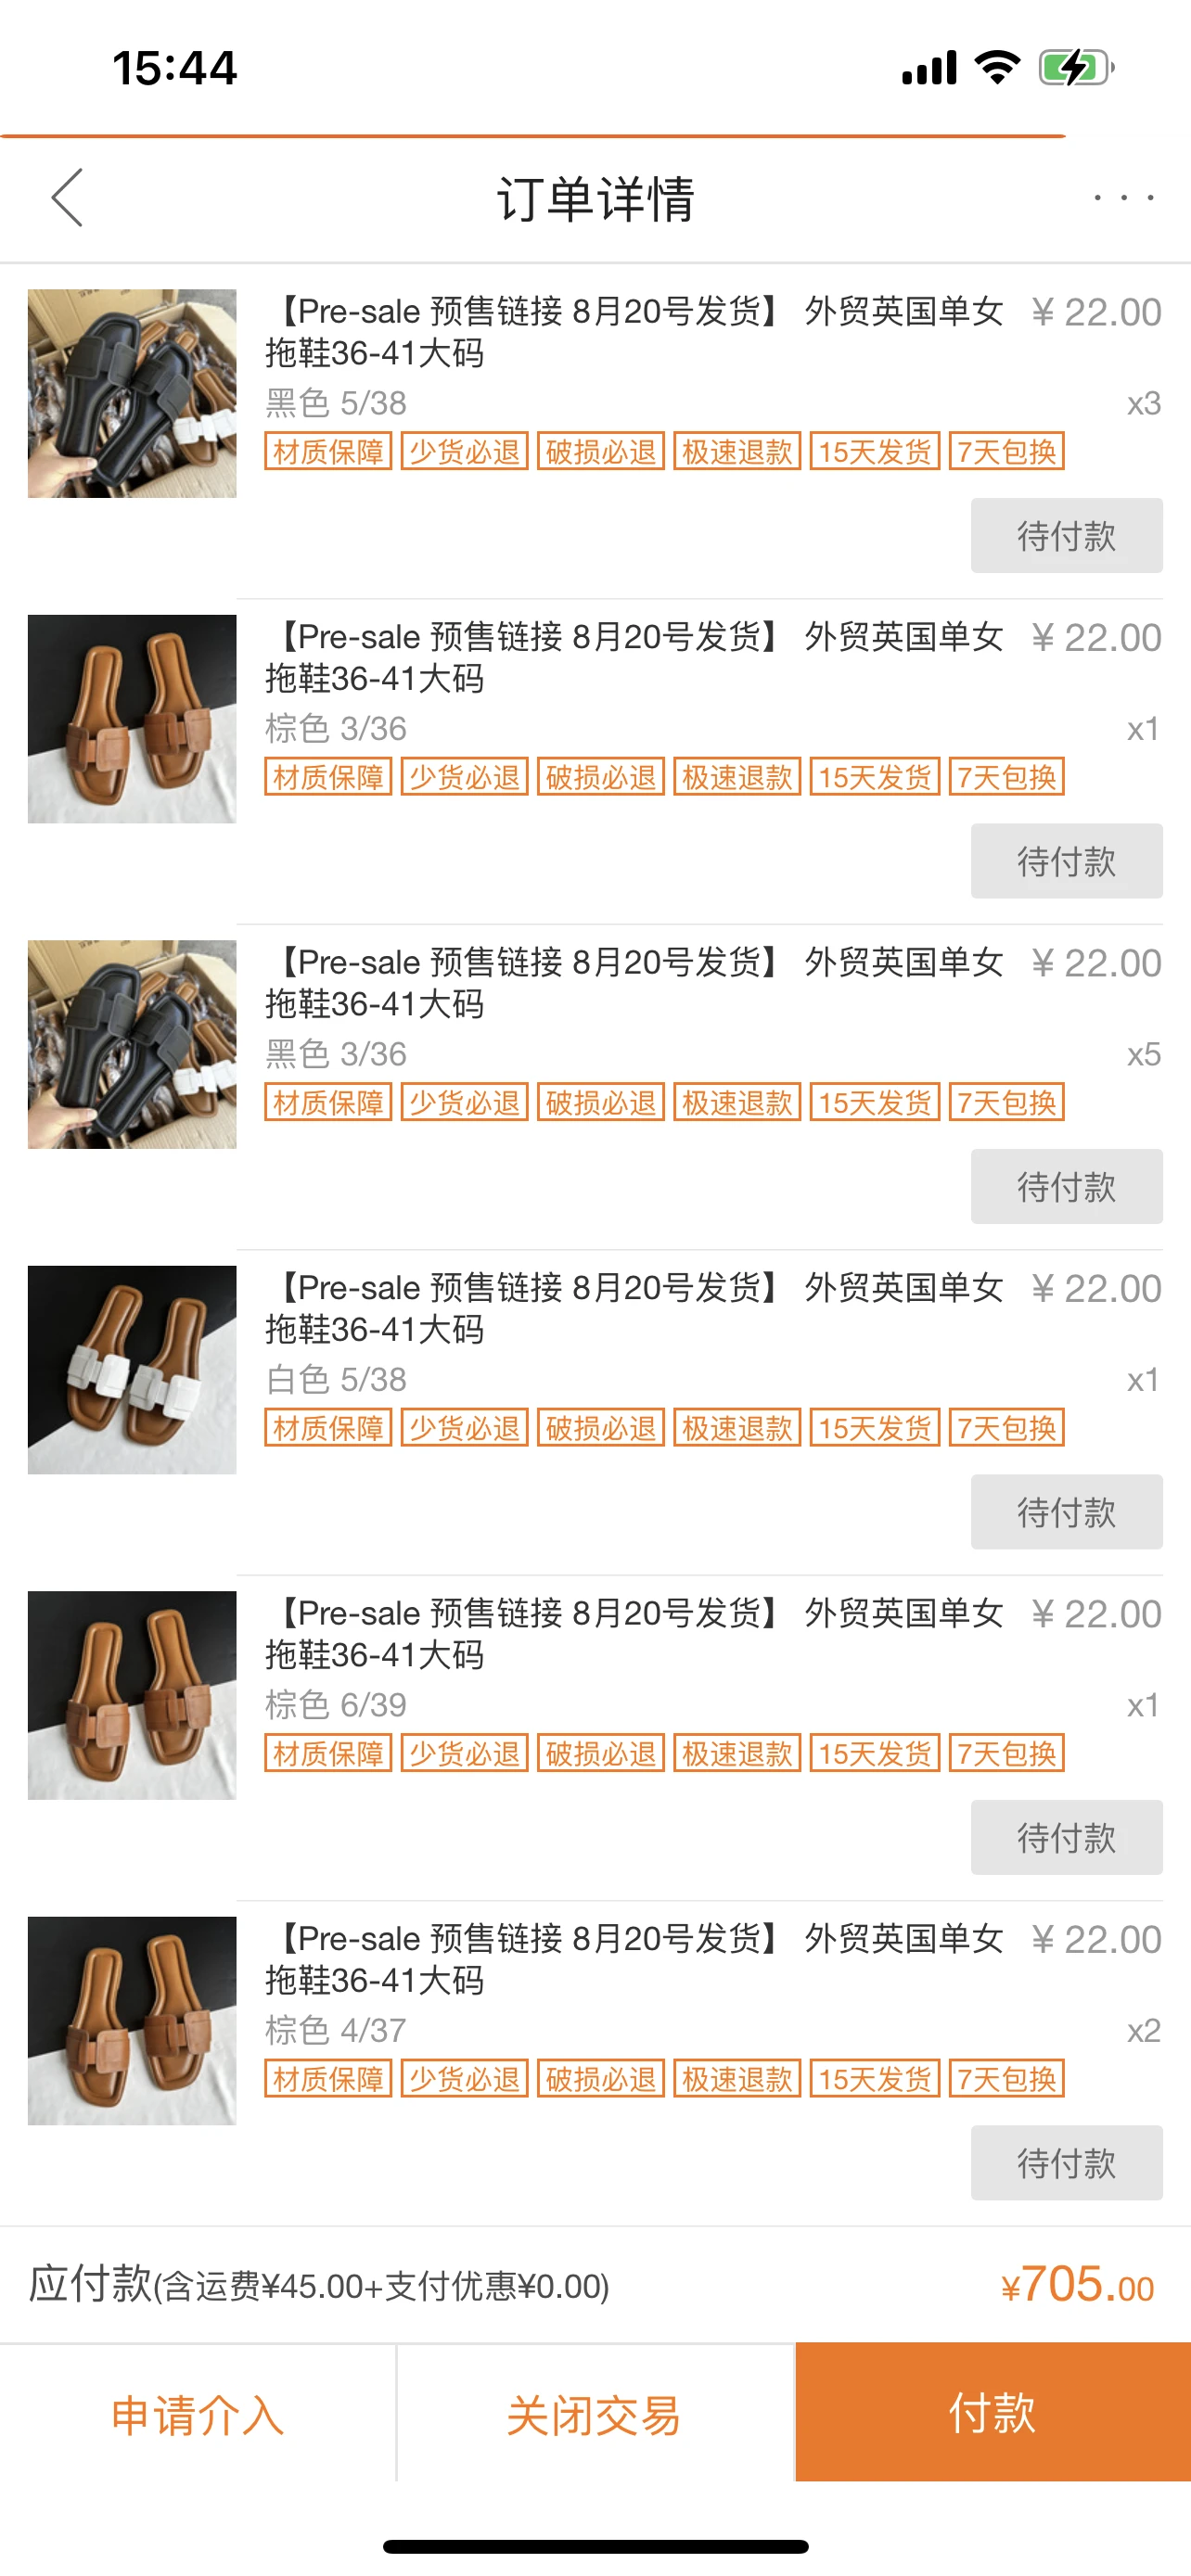 15:44
订单详情
【Pre-sale 预售链接 8月20号发货】 外贸英国单女 ¥ 22.00
拖鞋36-41大码
黑色 5/38 x3
材质保障 少货必退 破损必退 极速退款 15天发货 7天包换
待付款
【Pre-sale 预售链接 8月20号发货】 外贸英国单女 ¥ 22.00
拖鞋36-41大码
棕色 3/36 x1
材质保障 少货必退 破损必退 极速退款 15天发货 7天包换
待付款
【Pre-sale 预售链接 8月20号发货】 外贸英国单女 ¥ 22.00
拖鞋36-41大码
黑色 3/36 x5
材质保障 少货必退 破损必退 极速退款 15天发货 7天包换
待付款
【Pre-sale 预售链接 8月20号发货】 外贸英国单女 ¥ 22.00
拖鞋36-41大码
白色 5/38 x1
材质保障 少货必退 破损必退 极速退款 15天发货 7天包换
待付款
【Pre-sale 预售链接 8月20号发货】 外贸英国单女 ¥ 22.00
拖鞋36-41大码
棕色 6/39 x1
材质保障 少货必退 破损必退 极速退款 15天发货 7天包换
待付款
【Pre-sale 预售链接 8月20号发货】 外贸英国单女 ¥ 22.00
拖鞋36-41大码
棕色 4/37 x2
材质保障 少货必退 破损必退 极速退款 15天发货 7天包换
待付款
应付款(含运费¥45.00+支付优惠¥0.00) ¥705.00
申请介入 关闭交易 付款